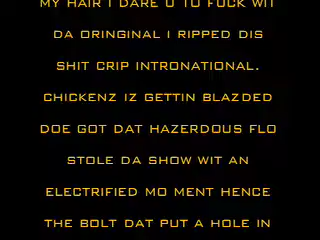 MY HAIR I DARE U TO FUCK WIT
DA ORINGINAL I RIPPED DIS
SHIT CRIP INTRONATIONAL.
CHICKENZ IZ GETTIN BLAZDED
DOE GOT DAT HAZERDOUS FLO
STOLE DA SHOW WIT AN
ELECTRIFIED MO MENT HENCE
THE BOLT DAT PUT A HOLE IN